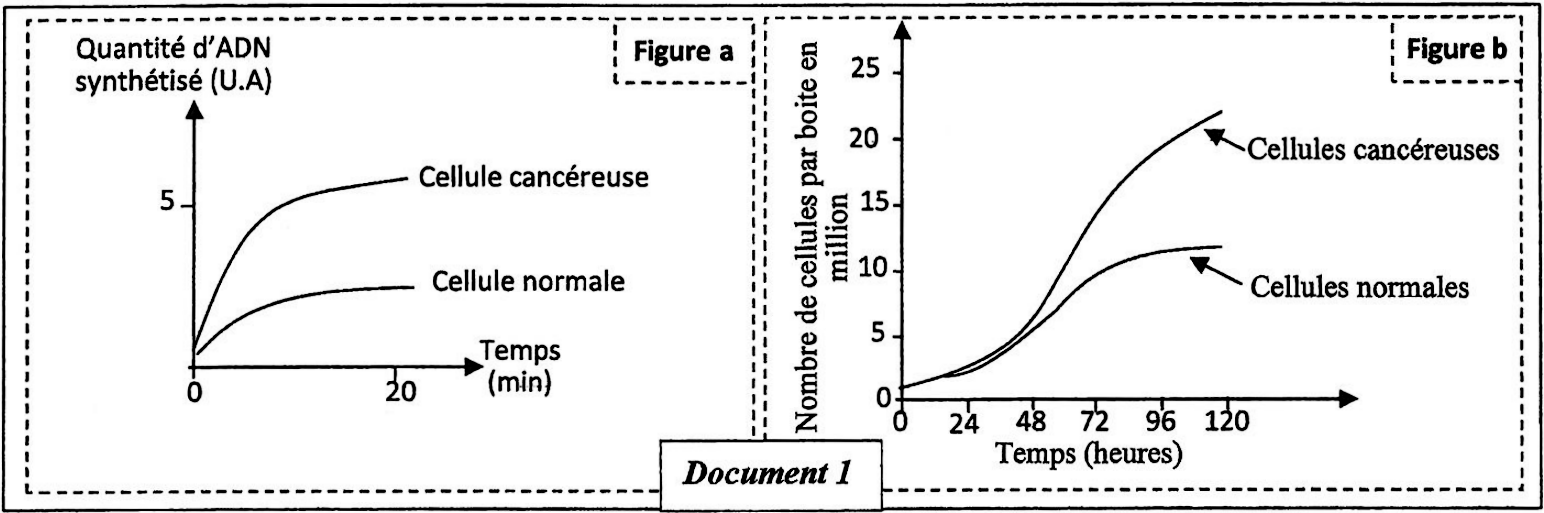 Quantité d'ADN
synthétisé (U.A)
Figure a
5
Cellule cancéreuse
Cellule normale
Temps
(min)
0
20
Figure b
Nombre de cellules par boite en
million
25
20
15
10
5
0
Cellules cancéreuses
Cellules normales
0 24 48 72 96 120
Temps (heures)
Document 1